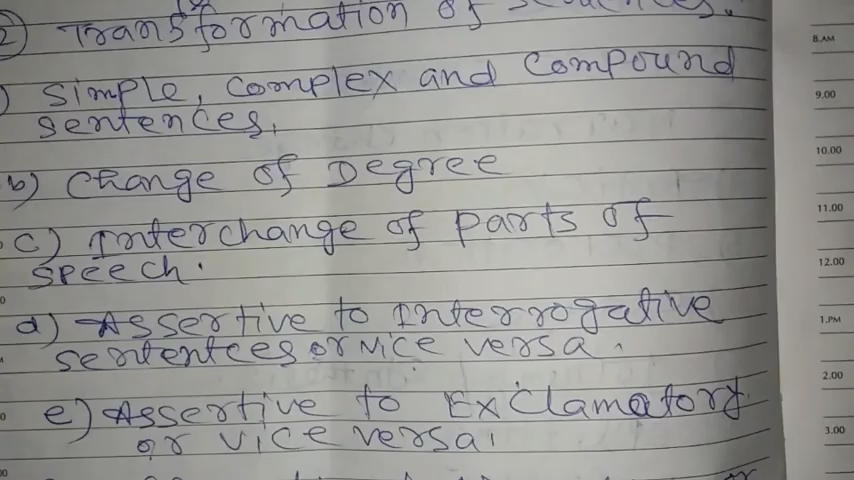 2) Transformation of
) Simple, Complex and Compound
sentences.
b) Change of Degree
c) Interchange of parts of
speech.
d) Assertive to Interrogative
sententces or vice versa.
e) Assertive to Exclamatory
or vice versa.
8.AM
9.00
10.00
11.00
12.00
1.PM
2.00
3.00